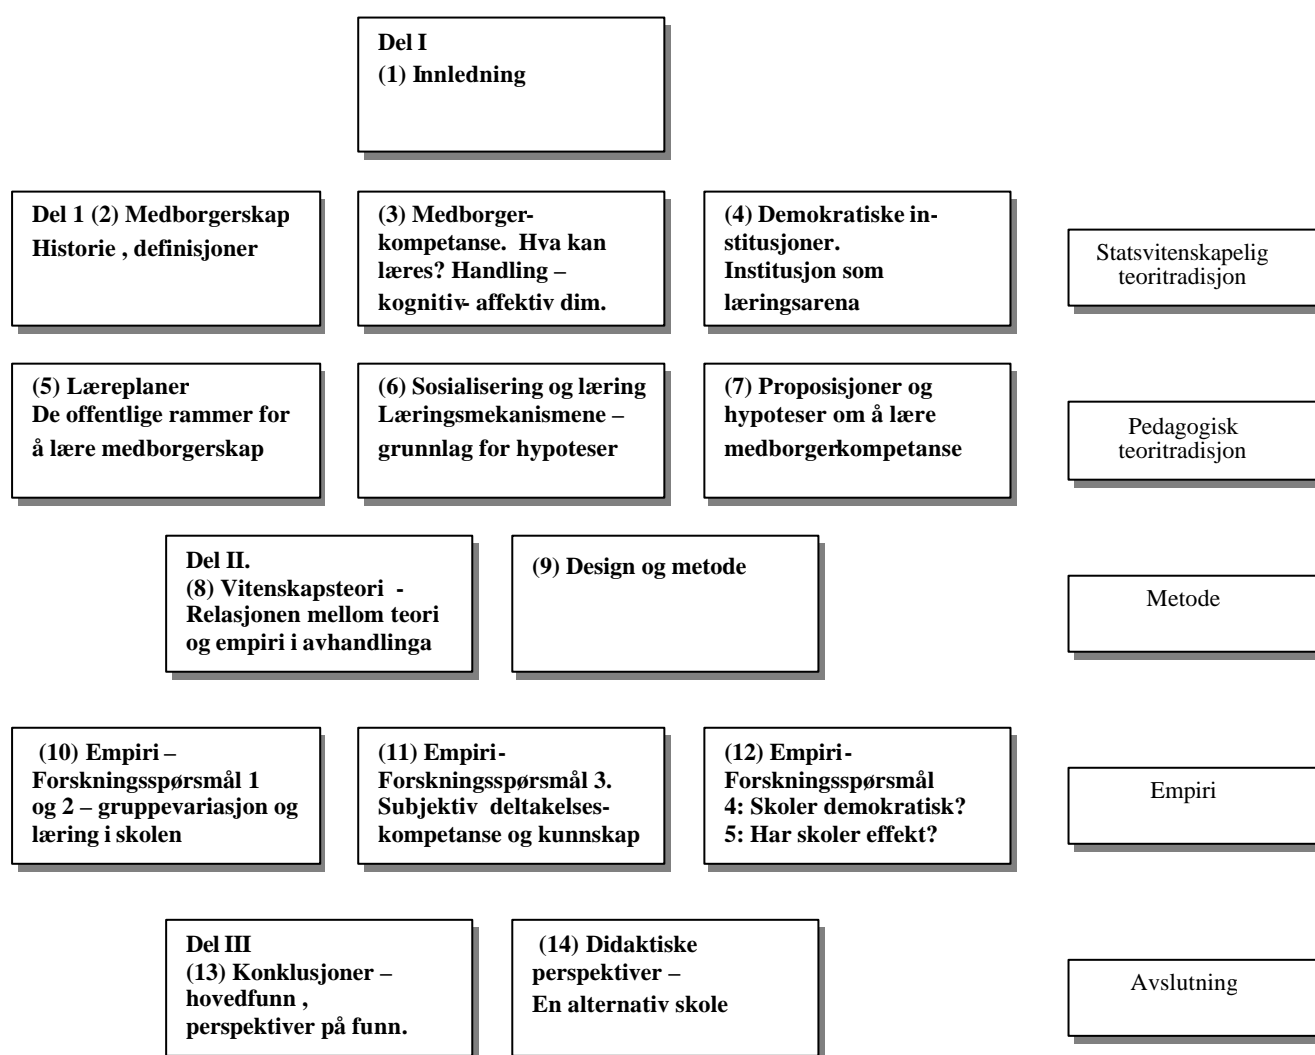 Del I
(1) Innledning
Del 1 (2) Medborgerskap
Historie , definisjoner
(3) Medborger-
kompetanse. Hva kan
læres? Handling –
kognitiv- affektiv dim.
(4) Demokratiske in-
stitusjoner.
Institusjon som
læringsarena
Statsvitenskapelig
teoritradisjon
(5) Læreplaner
De offentlige rammer for
å lære medborgerskap
(6) Sosialisering og læring
Læringsmekanismene –
grunnlag for hypoteser
(7) Proposisjoner og
hypoteser om å lære
medborgerkompetanse
Pedagogisk
teoritradisjon
Del II.
(8) Vitenskapsteori -
Relasjonen mellom teori
og empiri i avhandlinga
(9) Design og metode
Metode
(10) Empiri –
Forskningsspørsmål 1
og 2 – gruppevariasjon og
læring i skolen
(11) Empiri-
Forskningsspørsmål 3.
Subjektiv deltakelses-
kompetanse og kunnskap
(12) Empiri-
Forskningsspørsmål
4: Skoler demokratisk?
5: Har skoler effekt?
Empiri
Del III
(13) Konklusjoner –
hovedfunn ,
perspektiver på funn.
(14) Didaktiske
perspektiver –
En alternativ skole
Avslutning